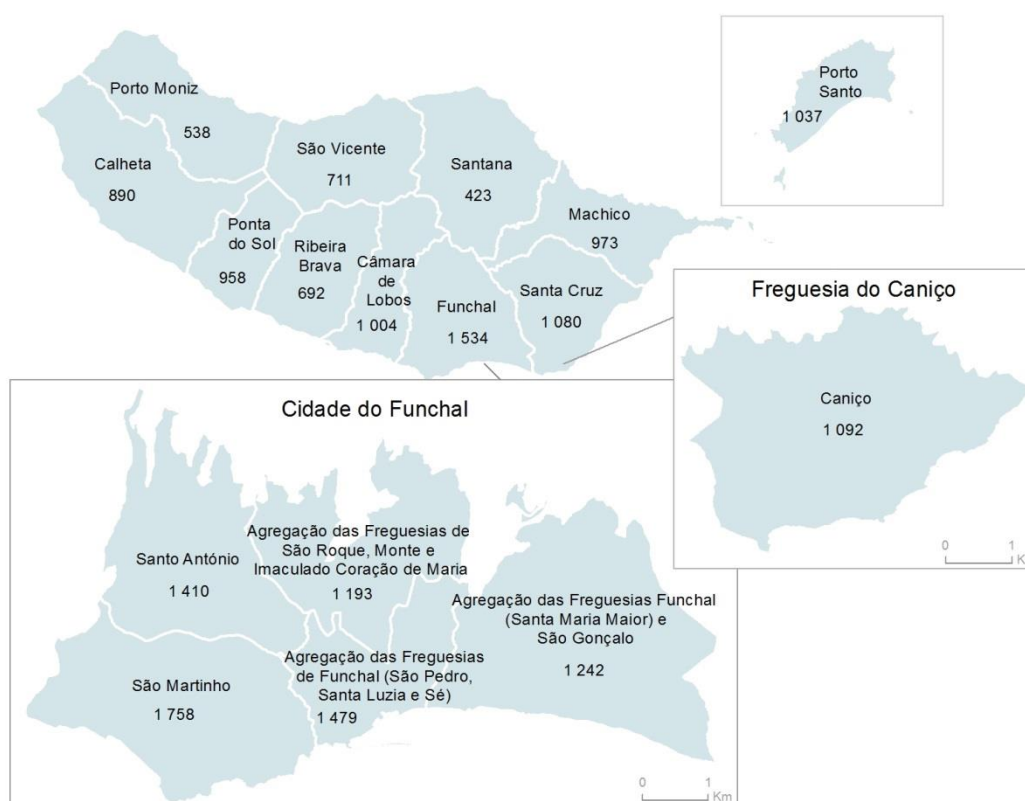 Porto Moniz
538
Calheta
890
São Vicente
711
Santana
423
Machico
973
Ponta
do Sol
958
Ribeira
Brava
692
Câmara
de
Lobos
1 004
Funchal
1 534
Santa Cruz
1 080
Porto
Santo
1 037
Freguesia do Caniço
Caniço
1 092
0 1
Cidade do Funchal
Santo António
1 410
Agregação das Freguesias de
São Roque, Monte e
Imaculado Coração de Maria
1 193
Agregação das Freguesias Funchal
(Santa Maria Maior) e
São Gonçalo
1 242
São Martinho
1 758
Agregação das Freguesias
de Funchal (São Pedro,
Santa Luzia e Sé)
1 479
0 1
Km